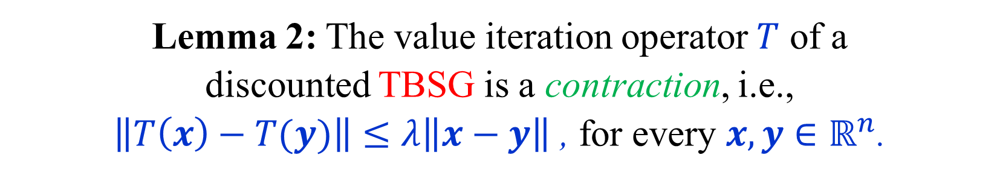 Lemma 2: The value iteration operator T of a
discounted TBSG is a contraction, i.e.,
‖T(x) − T(y)‖ ≤ λ‖x − y‖ , for every x, y ∈ ℝⁿ.